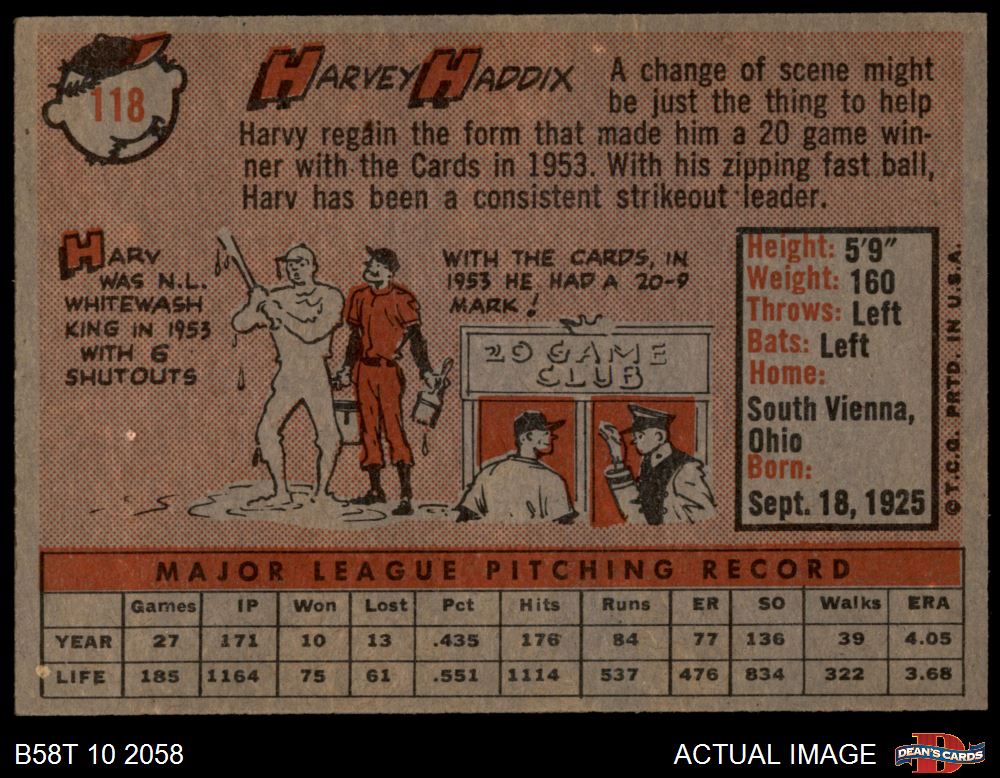 118
HARVEY HADDIX
A change of scene might
be just the thing to help
Harvy regain the form that made him a 20 game win-
ner with the Cards in 1953. With his zipping fast ball,
Harv has been a consistent strikeout leader.
HARV
WAS N.L.
WHITEWASH
KING IN 1953
WITH 6
SHUTOUTS
WITH THE CARDS, IN
1953 HE HAD A 20-9
MARK!
20 GAME
CLUB
Height: 5'9"
Weight: 160
Throws: Left
Bats: Left
Home:
South Vienna,
Ohio
Born:
Sept. 18, 1925
© T.C.G. PRTD. IN U.S.A.
MAJOR LEAGUE PITCHING RECORD
Games IP Won Lost Pct Hits Runs ER SO Walks ERA
YEAR 27 171 10 13 .435 176 84 77 136 39 4.05
LIFE 185 1164 75 61 .551 1114 537 476 834 322 3.68
B58T 10 2058
ACTUAL IMAGE
DEAN'S CARDS